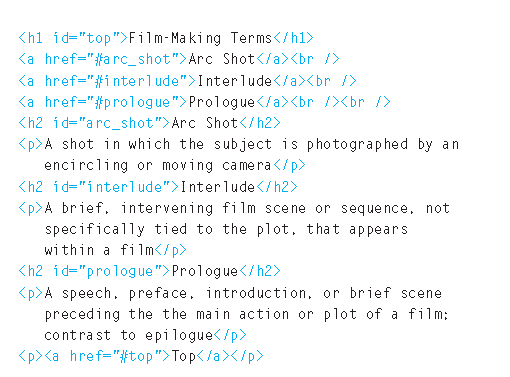 <h1 id="top">Film-Making Terms</h1>
<a href="#arc_shot">Arc Shot</a><br />
<a href="#interlude">Interlude</a><br />
<a href="#prologue">Prologue</a><br /><br />
<h2 id="arc_shot">Arc Shot</h2>
<p>A shot in which the subject is photographed by an
encircling or moving camera</p>
<h2 id="interlude">Interlude</h2>
<p>A brief, intervening film scene or sequence, not
specifically tied to the plot, that appears
within a film</p>
<h2 id="prologue">Prologue</h2>
<p>A speech, preface, introduction, or brief scene
preceding the the main action or plot of a film;
contrast to epilogue</p>
<p><a href="#top">Top</a></p>